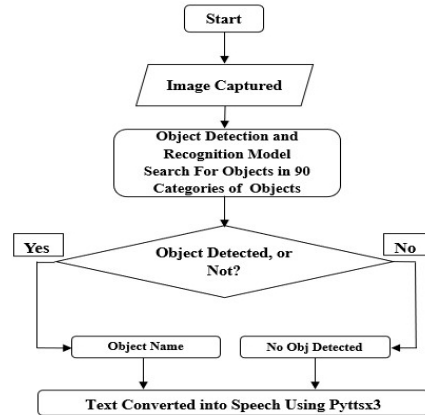 Start
Image Captured
Object Detection and
Recognition Model
Search For Objects in 90
Categories of Objects
Yes
No
Object Detected, or
Not?
Object Name
No Obj Detected
Text Converted into Speech Using Pyttsx3